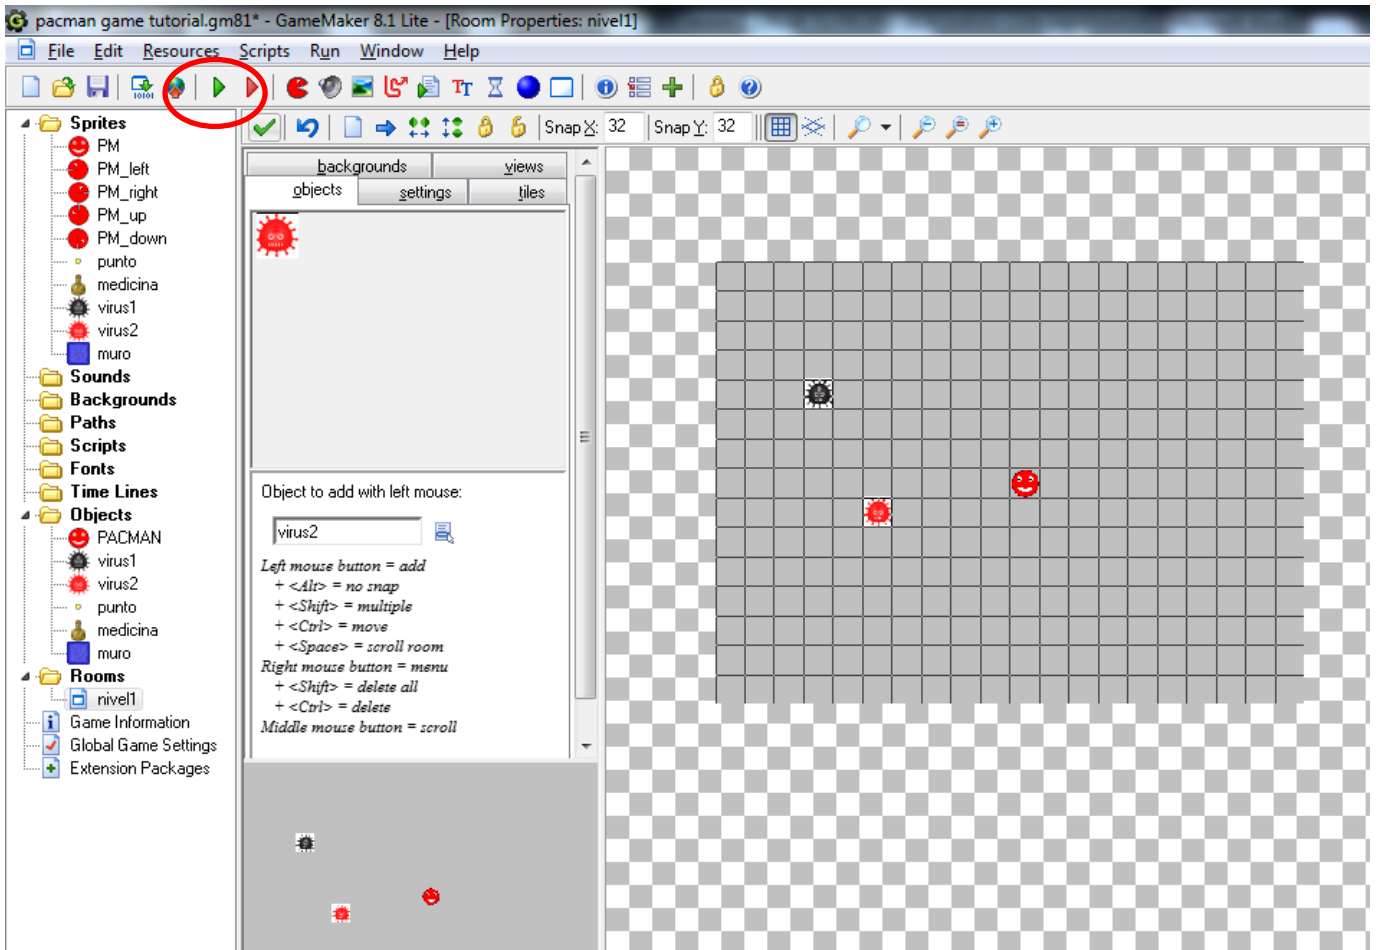 pacman game tutorial.gm81* - GameMaker 8.1 Lite - [Room Properties: nivel1]
File Edit Resources Scripts Run Window Help
Snap X: 32 Snap Y: 32
Sprites
PM
PM_left
PM_right
PM_up
PM_down
punto
medicina
virus1
virus2
muro
Sounds
Backgrounds
Paths
Scripts
Fonts
Time Lines
Objects
PACMAN
virus1
virus2
punto
medicina
muro
Rooms
nivel1
Game Information
Global Game Settings
Extension Packages
backgrounds views
objects settings tiles
Object to add with left mouse:
virus2
Left mouse button = add
+ <Alt> = no snap
+ <Shift> = multiple
+ <Ctrl> = move
+ <Space> = scroll room
Right mouse button = menu
+ <Shift> = delete all
+ <Ctrl> = delete
Middle mouse button = scroll